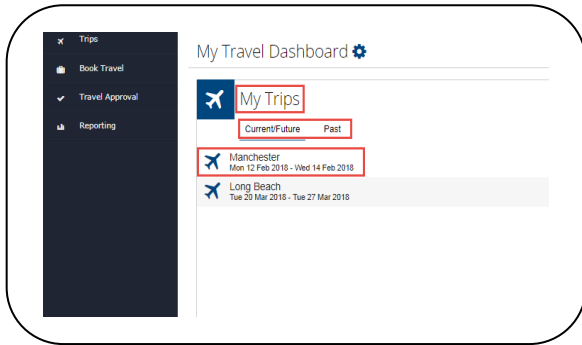 Trips
Book Travel
Travel Approval
Reporting
My Travel Dashboard
My Trips
Current/Future Past
Manchester
Mon 12 Feb 2018 - Wed 14 Feb 2018
Long Beach
Tue 20 Mar 2018 - Tue 27 Mar 2018